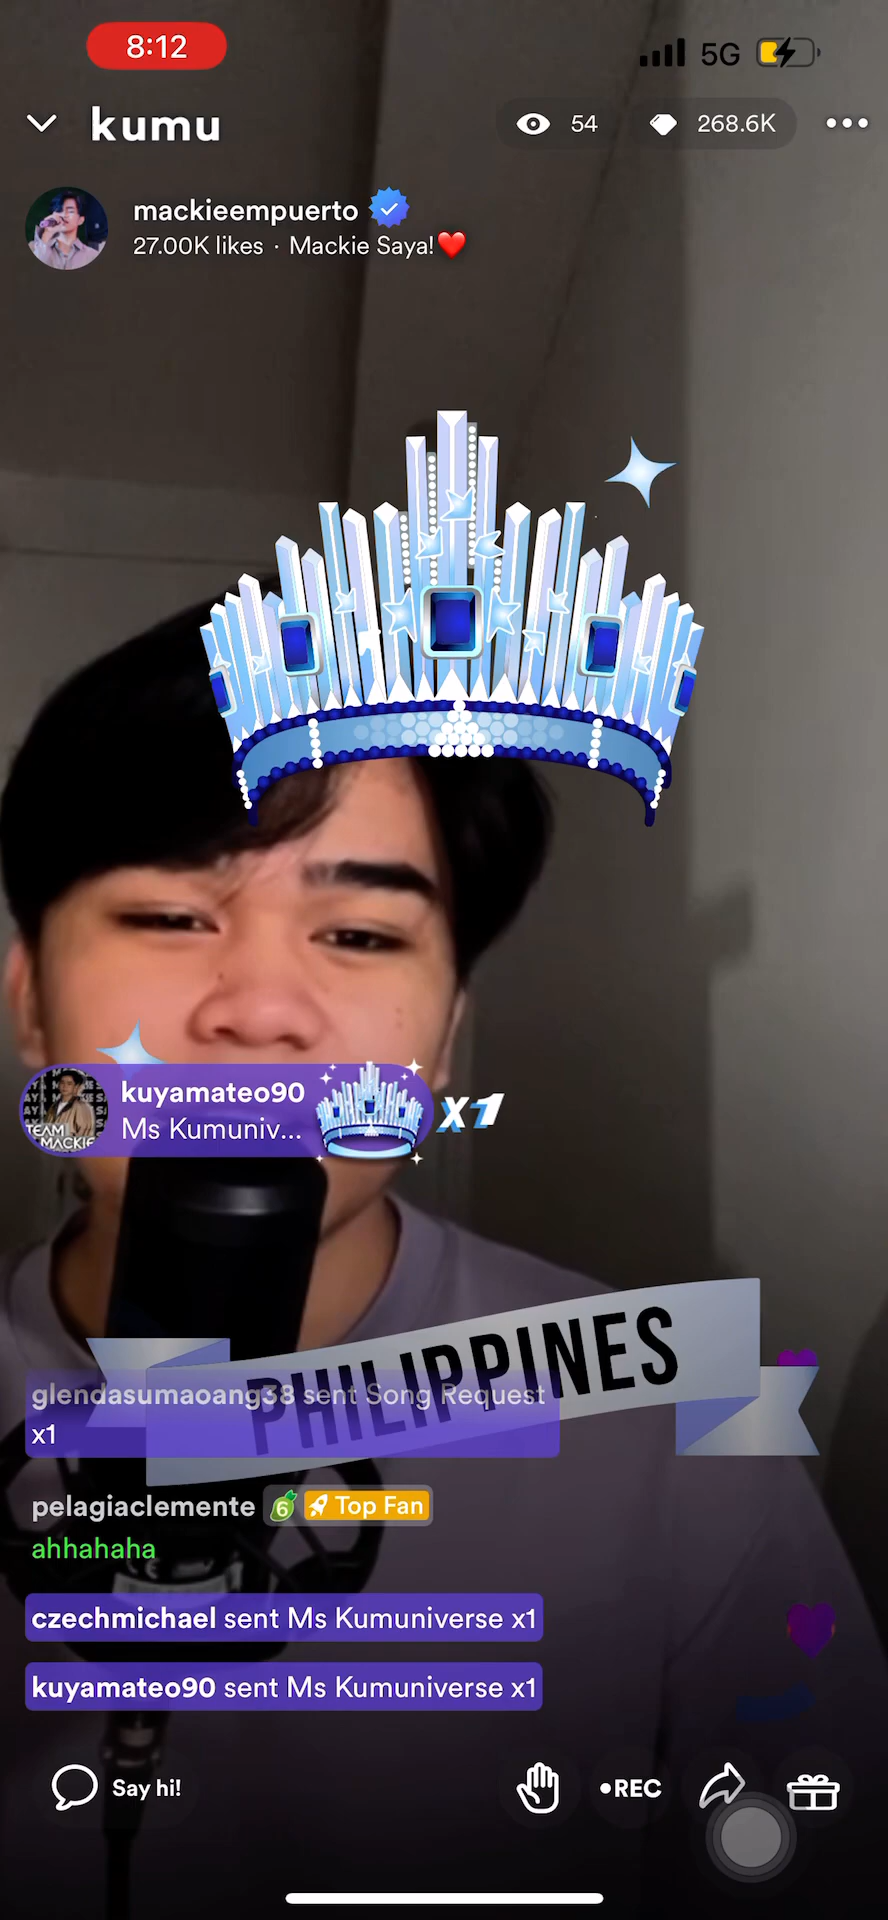 8:12
5G
kumu
54
268.6K
mackieempuerto
27.00K likes · Mackie Saya!❤️
kuyamateo90
Ms Kumuniv...
x1
TEAM
MACKIE
PHILIPPINES
glendasumaoang38 sent Song Request
x1
pelagiaclemente 6 Top Fan
ahhahaha
czechmichael sent Ms Kumuniverse x1
kuyamateo90 sent Ms Kumuniverse x1
Say hi!
•REC